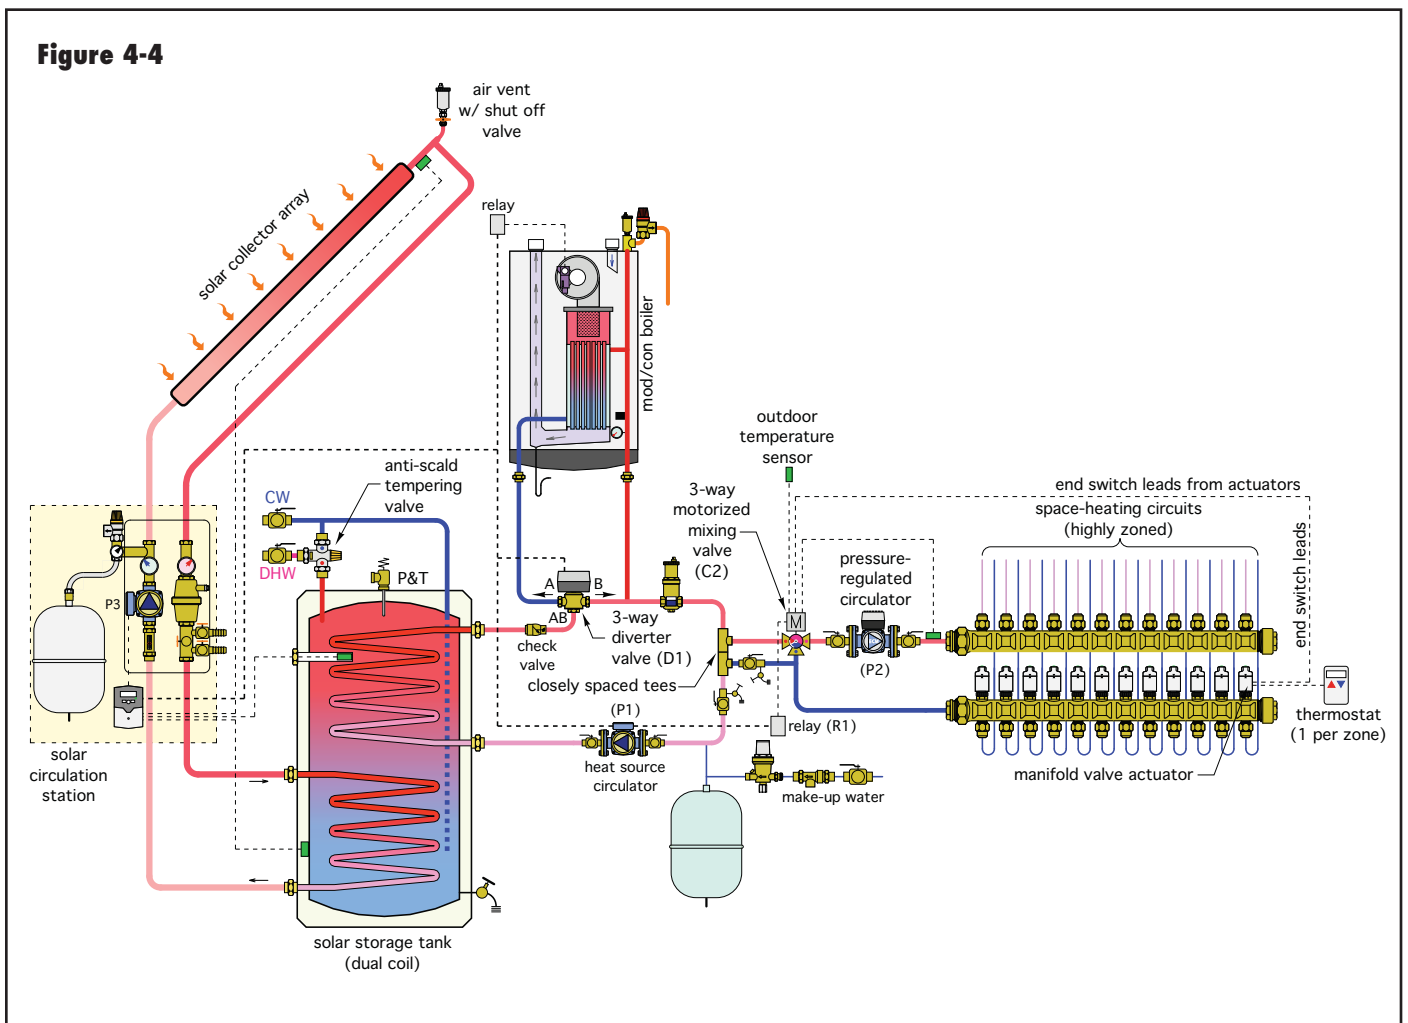 Figure 4-4
air vent
w/ shut off
valve
solar collector array
relay
mod/con boiler
outdoor
temperature
sensor
anti-scald
tempering
valve
CW
DHW
P&T
3-way
motorized
mixing
valve
(C2)
end switch leads from actuators
space-heating circuits
(highly zoned)
end switch leads
pressure-
regulated
circulator
(P2)
M
A
B
AB
3-way
diverter
valve (D1)
check
valve
closely spaced tees
P3
(P1)
heat source
circulator
relay (R1)
make-up water
thermostat
(1 per zone)
manifold valve actuator
solar
circulation
station
solar storage tank
(dual coil)